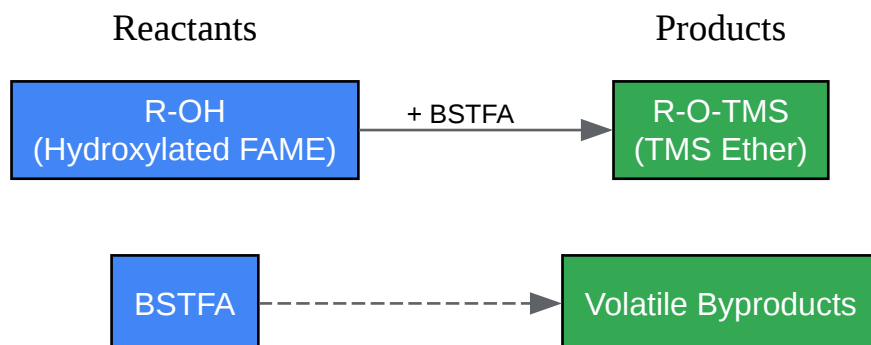 Reactants
Products
R-OH
(Hydroxylated FAME)
+ BSTFA
R-O-TMS
(TMS Ether)
BSTFA
Volatile Byproducts